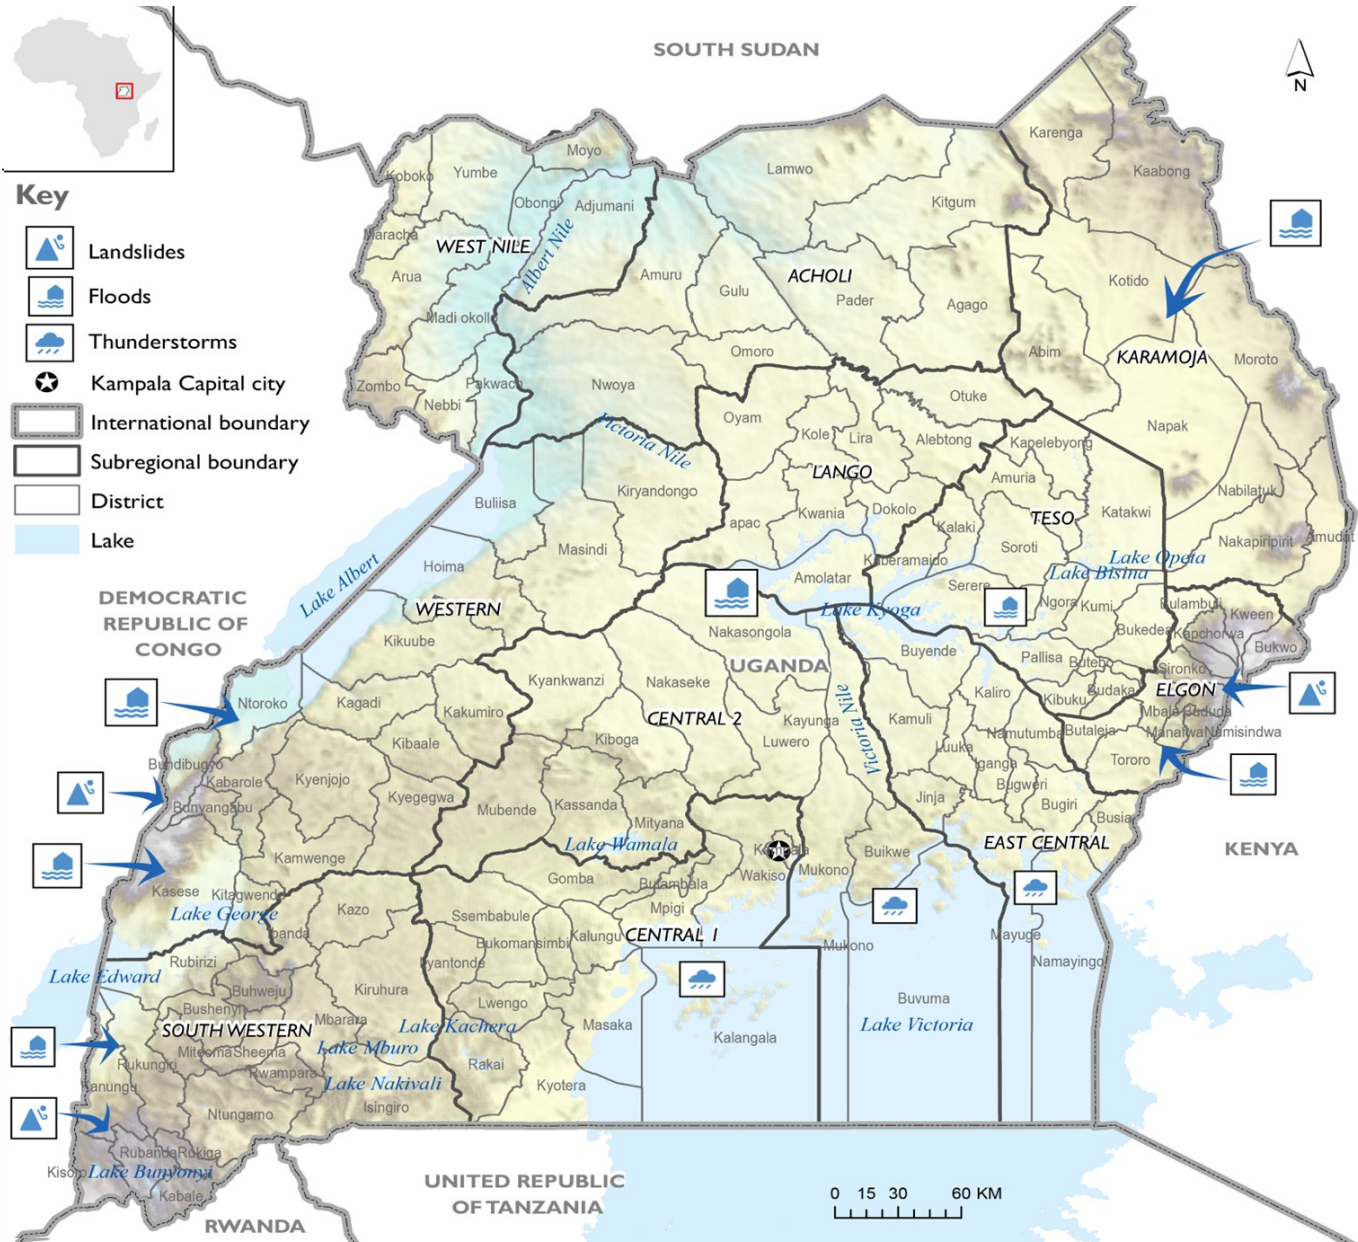 SOUTH SUDAN
N
Key
Landslides
Floods
Thunderstorms
Kampala Capital city
International boundary
Subregional boundary
District
Lake
Karenga
Kaabong
Moyo
Koboko
Yumbe
Lamwo
Obongi
Adjumani
Kitgum
Maracha
WEST NILE
Albert Nile
Arua
Amuru
Gulu
ACHOLI
Pader
Agago
Kotido
Madi okollo
Omoro
Abim
KARAMOJA
Moroto
Zombo
Pakwach
Nwoya
Nebbi
Otuke
Oyam
Napak
Victoria Nile
Kole
Lira
Alebtong
Kapelebyong
LANGO
Amuria
Kiryandongo
Buliisa
Nabilatuk
Kwania
Dokolo
TESO
Katakwi
apac
Kalaki
Nakapiripirit
Amudat
Masindi
Soroti
Lake Opeta
Lake Bisina
Hoima
Kaberamaido
Amolatar
Serere
Lake Albert
WESTERN
Lake Kyoga
Ngora
Kumi
Bulambuli
Kween
DEMOCRATIC
REPUBLIC OF
CONGO
Nakasongola
Bukedea
Kapchorwa
Kikuube
Buyende
Bukwo
UGANDA
Pallisa
Butebo
Sironko
Kyankwanzi
Nakaseke
Kaliro
Kibuku
Budaka
ELGON
Ntoroko
Kagadi
Kakumiro
CENTRAL 2
Kayunga
Kamuli
Mbale
Bududa
Victoria Nile
Namutumba
Butaleja
Manafwa
Namisindwa
Kibaale
Kiboga
Luwero
Luuka
Iganga
Tororo
Bundibugyo
Kabarole
Kyenjojo
Bugweri
Bunyangabu
Kyegegwa
Mubende
Kassanda
Jinja
Bugiri
Mityana
Busia
Lake Wamala
EAST CENTRAL
KENYA
Kamwenge
Kampala
Buikwe
Kasese
Kitagwenda
Gomba
Butambala
Wakiso
Mukono
Lake George
Kazo
Ssembabule
Mpigi
Ibanda
Bukomansimbi
Kalungu
CENTRAL 1
Mukono
Mayuge
Rubirizi
Lyantonde
Namayingo
Lake Edward
Buhweju
Kiruhura
Bushenyi
Lwengo
Buvuma
SOUTH WESTERN
Mbarara
Lake Kachera
Masaka
Lake Victoria
Kalangala
Mitooma
Sheema
Lake Mburo
Rukungiri
Rwampara
Rakai
Kanungu
Lake Nakivali
Kyotera
Ntungamo
Isingiro
Rubanda
Rukiga
Kisoro
Lake Bunyonyi
Kabale
UNITED REPUBLIC
OF TANZANIA
RWANDA
0 15 30 60 KM